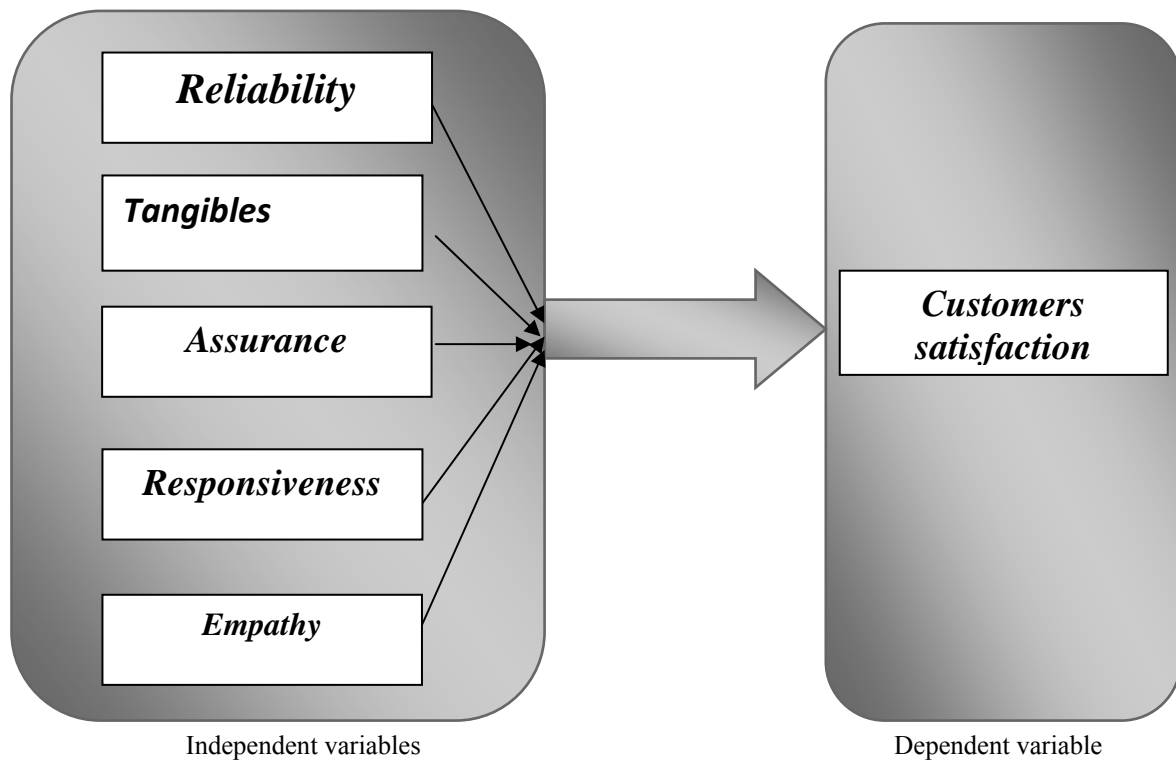 Reliability
Tangibles
Assurance
Responsiveness
Empathy
Customers
satisfaction
Independent variables
Dependent variable